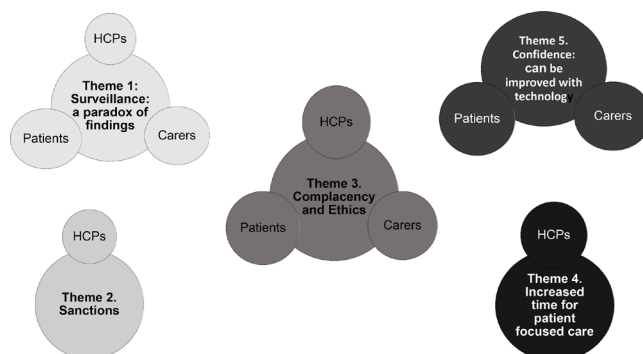 HCPs
Theme 1:
Surveillance:
a paradox of
findings
Patients
Carers
HCPs
Theme 2.
Sanctions
HCPs
Theme 3.
Complacency
and Ethics
Patients
Carers
Theme 5.
Confidence:
can be
improved with
technology
Patients
Carers
HCPs
Theme 4.
Increased
time for
patient
focused care